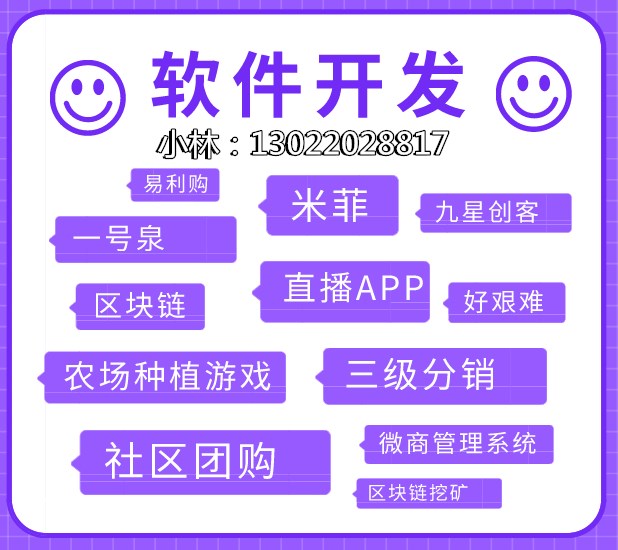 软件开发
小林：13022028817
易利购
米菲
九星创客
一号泉
直播APP
区块链
好艰难
农场种植游戏
三级分销
社区团购
微商管理系统
区块链挖矿